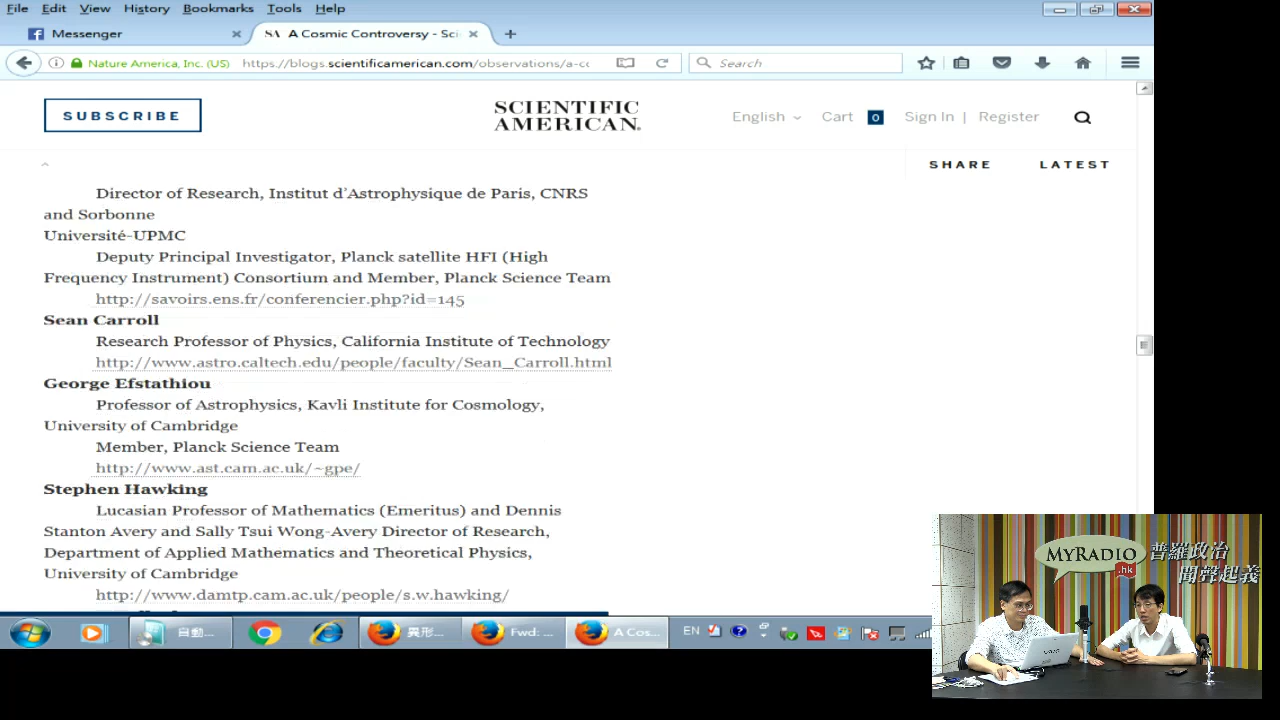 File Edit View History Bookmarks Tools Help
Messenger
SA A Cosmic Controversy - Sci
Nature America, Inc. (US) https://blogs.scientificamerican.com/observations/a-cc
Search
SUBSCRIBE
SCIENTIFIC
AMERICAN
English Cart 0 Sign In | Register
SHARE LATEST
Director of Research, Institut d’Astrophysique de Paris, CNRS
and Sorbonne
Université-UPMC
Deputy Principal Investigator, Planck satellite HFI (High
Frequency Instrument) Consortium and Member, Planck Science Team
http://savoirs.ens.fr/conferencier.php?id=145
Sean Carroll
Research Professor of Physics, California Institute of Technology
http://www.astro.caltech.edu/people/faculty/Sean_Carroll.html
George Efstathiou
Professor of Astrophysics, Kavli Institute for Cosmology,
University of Cambridge
Member, Planck Science Team
http://www.ast.cam.ac.uk/~gpe/
Stephen Hawking
Lucasian Professor of Mathematics (Emeritus) and Dennis
Stanton Avery and Sally Tsui Wong-Avery Director of Research,
Department of Applied Mathematics and Theoretical Physics,
University of Cambridge
http://www.damtp.cam.ac.uk/people/s.w.hawking/
自動...
異形...
Fwd: ...
A Cos...
EN
MYRADIO
.hk
普羅政治
聞聲起義
VAIO